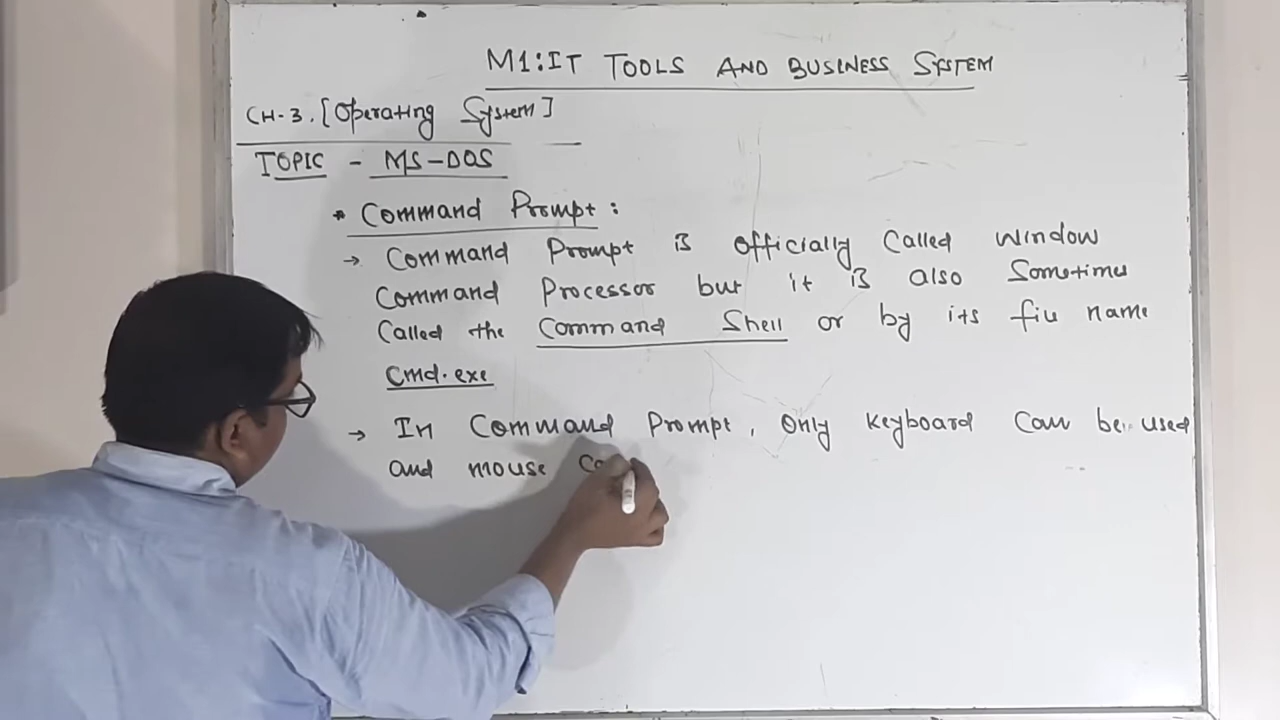 M1:IT TOOLS AND BUSINESS SYSTEM
CH-3. [Operating System]
TOPIC - MS-DOS
* Command Prompt:
→ Command Prompt is officially called window
Command Processor but it is also sometimes
called the Command Shell or by its file name
cmd.exe
→ In Command Prompt, only keyboard can be used
and mouse